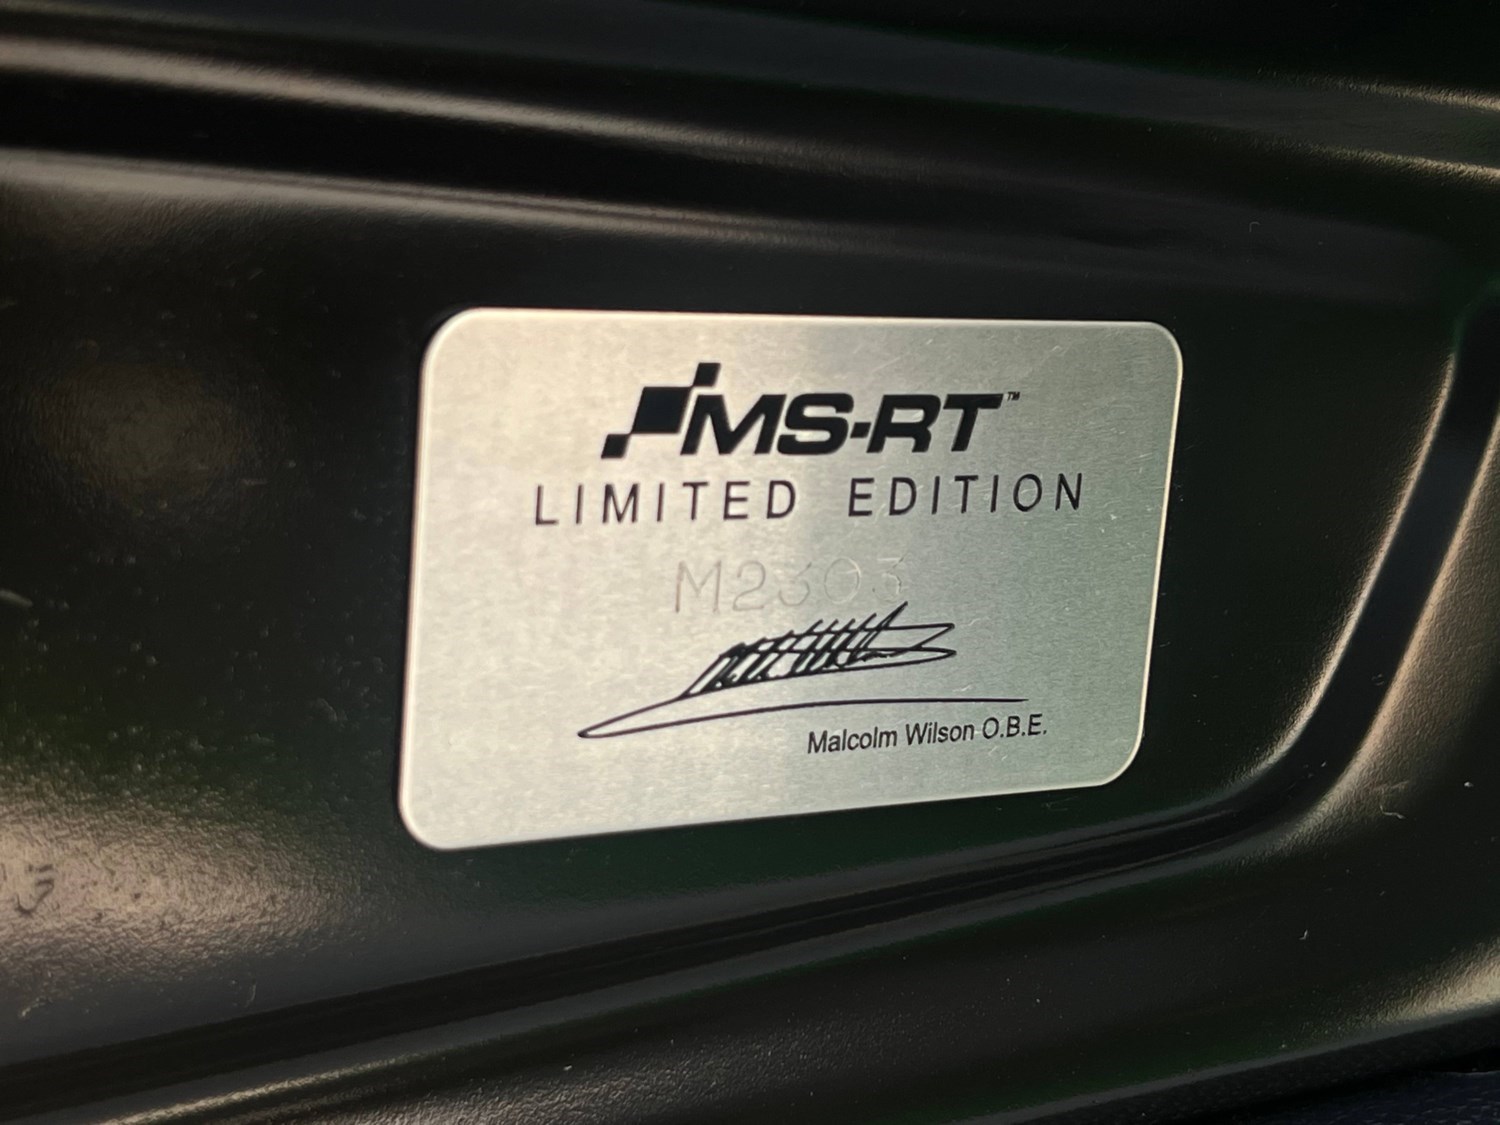 MS-RT™
LIMITED EDITION
M2303
Malcolm Wilson O.B.E.